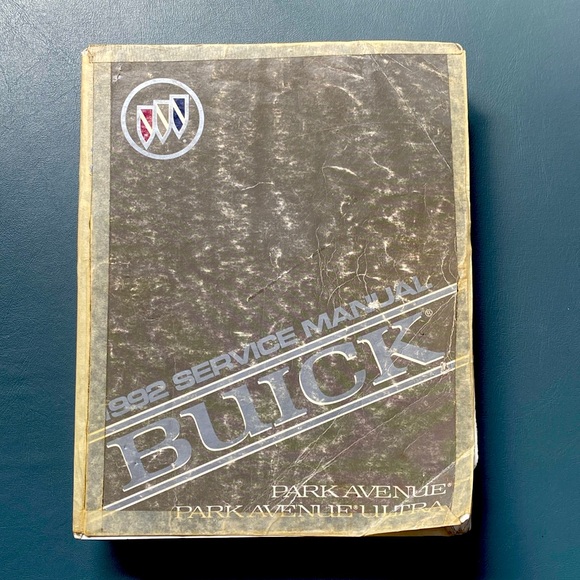 1992 SERVICE MANUAL
BUICK®
PARK AVENUE®
PARK AVENUE® ULTRA